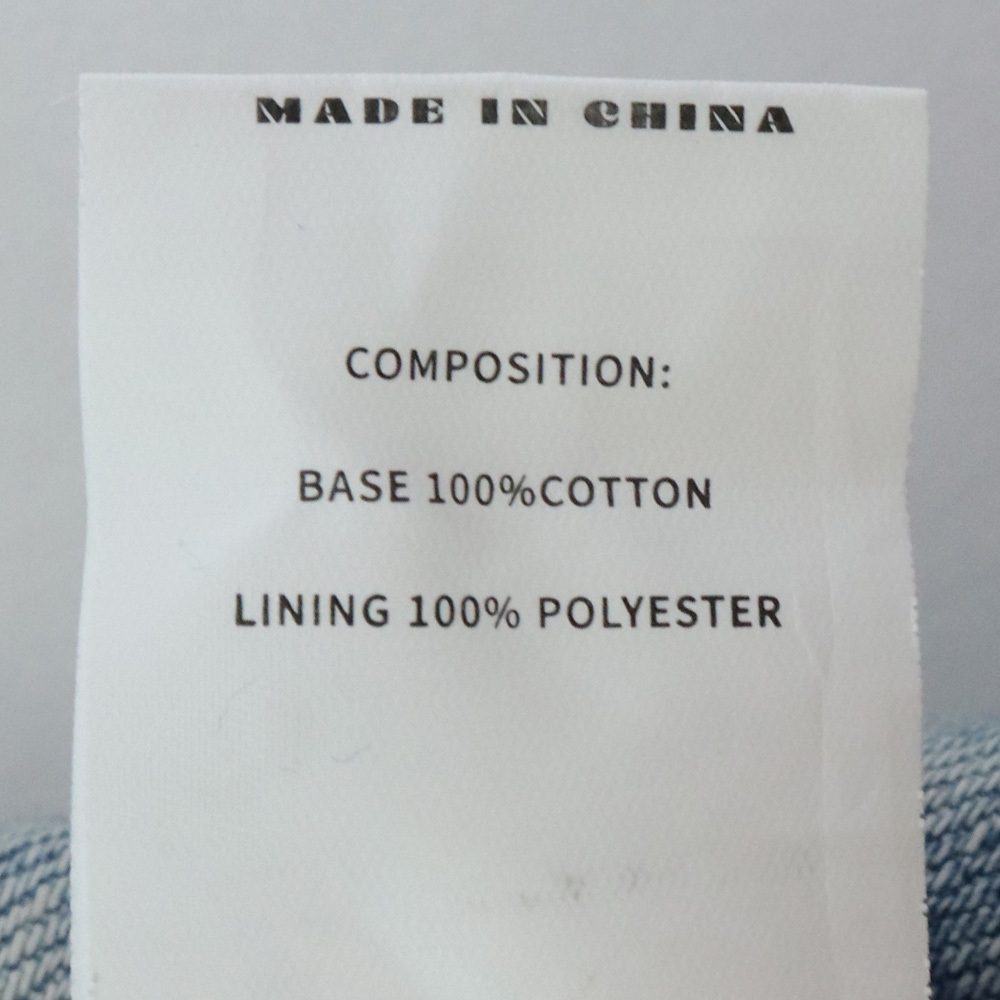 MADE IN CHINA
COMPOSITION:
BASE 100%COTTON
LINING 100% POLYESTER